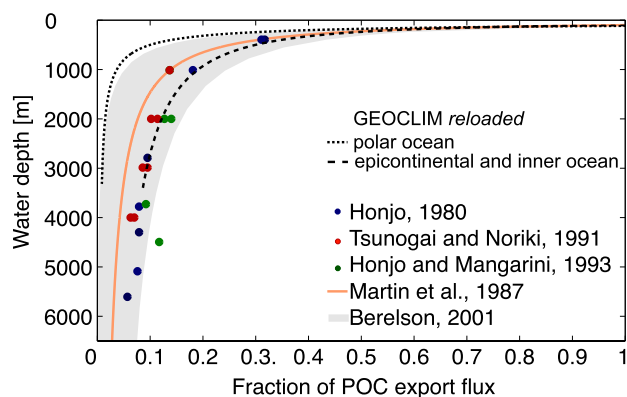 0
1000
2000
3000
4000
5000
6000
Water depth [m]
GEOCLIM reloaded
polar ocean
epicontinental and inner ocean
Honjo, 1980
Tsunogai and Noriki, 1991
Honjo and Mangarini, 1993
Martin et al., 1987
Berelson, 2001
0 0.1 0.2 0.3. 0.4 0.5 0.6 0.7 0.8 0.9 1
Fraction of POC export flux